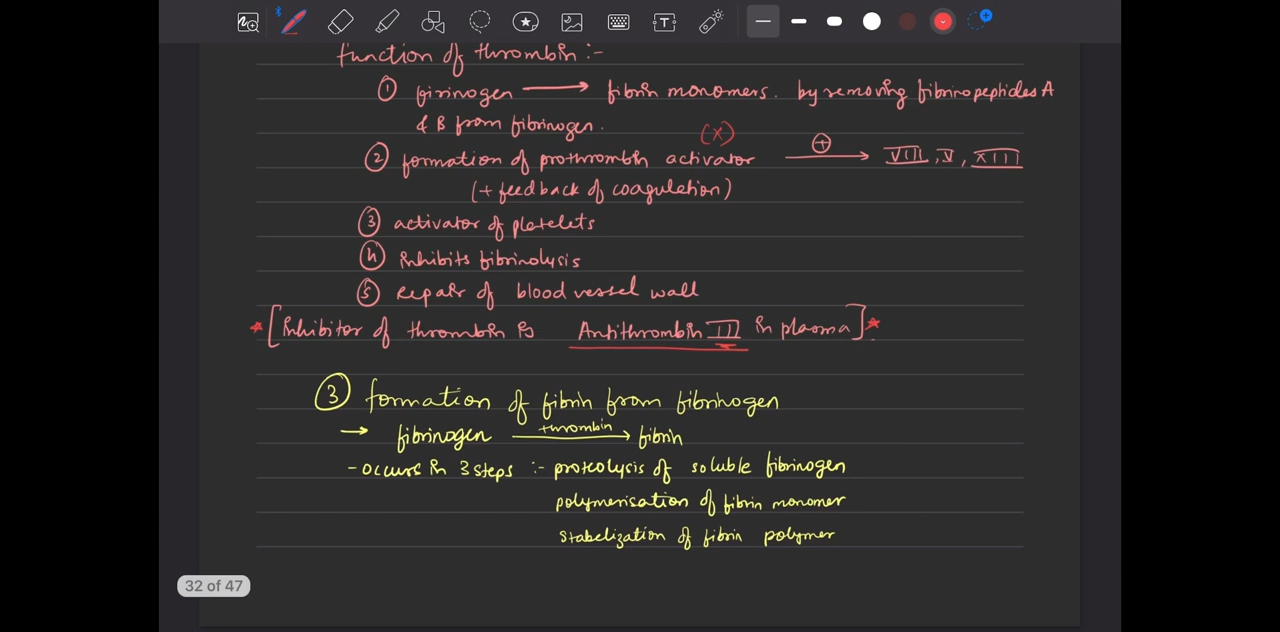 function of thrombin :-
① firinogen → fibrin monomers. by removing fibrinopeptides A
& B from fibrinogen.
(X)
② formation of prothrombin activator ⊕→ VIII, V, XIII
(+ feedback of coagulation)
③ activator of platelets
④ inhibits fibrinolysis
⑤ repair of blood vessel wall
* [Inhibitor of thrombin is Antithrombin III in plasma] *
③ formation of fibrin from fibrinogen
→ fibrinogen thrombin→ fibrin
- occurs in 3 steps :- proteolysis of soluble fibrinogen
polymerisation of fibrin monomer
stabelization of fibrin polymer
32 of 47